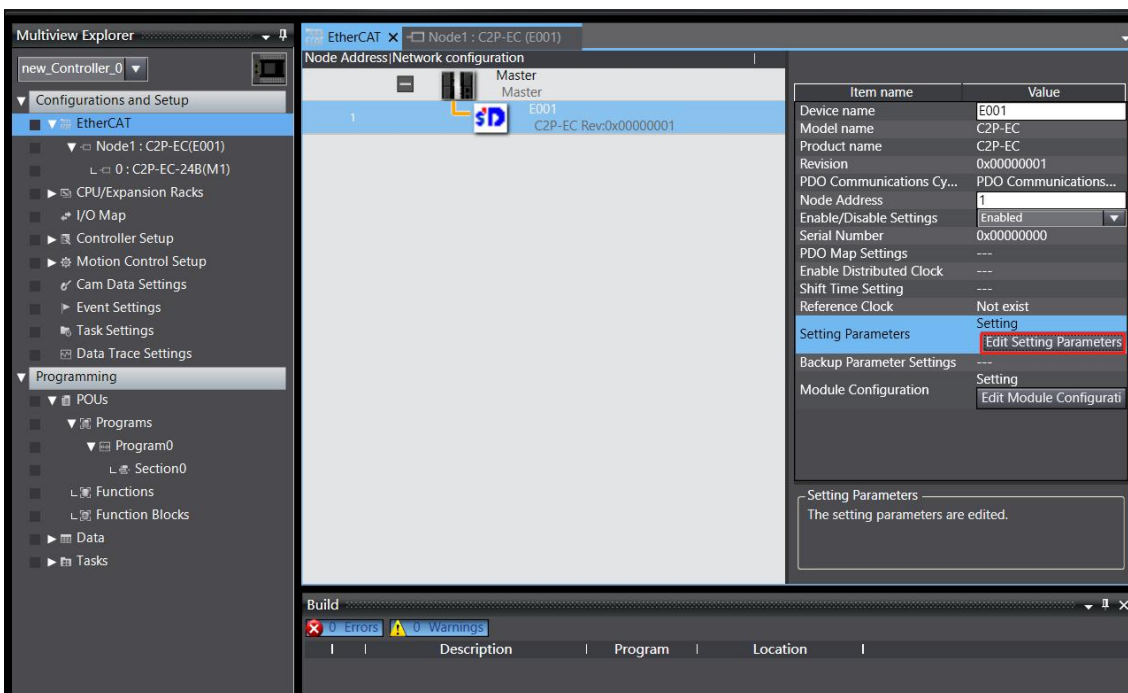 Multiview Explorer
new_Controller_0
Configurations and Setup
EtherCAT
Node1 : C2P-EC(E001)
0 : C2P-EC-24B(M1)
CPU/Expansion Racks
I/O Map
Controller Setup
Motion Control Setup
Cam Data Settings
Event Settings
Task Settings
Data Trace Settings
Programming
POUs
Programs
Program0
Section0
Functions
Function Blocks
Data
Tasks
EtherCAT Node1 : C2P-EC (E001)
Node Address Network configuration
Master
Master
1 E001
C2P-EC Rev:0x00000001
Item name Value
Device name E001
Model name C2P-EC
Product name C2P-EC
Revision 0x00000001
PDO Communications Cy... PDO Communications...
Node Address 1
Enable/Disable Settings Enabled
Serial Number 0x00000000
PDO Map Settings ---
Enable Distributed Clock ---
Shift Time Setting ---
Reference Clock Not exist
Setting Parameters Setting
Edit Setting Parameters
Backup Parameter Settings ---
Module Configuration Setting
Edit Module Configurati
Setting Parameters
The setting parameters are edited.
Build
0 Errors 0 Warnings
Description Program Location